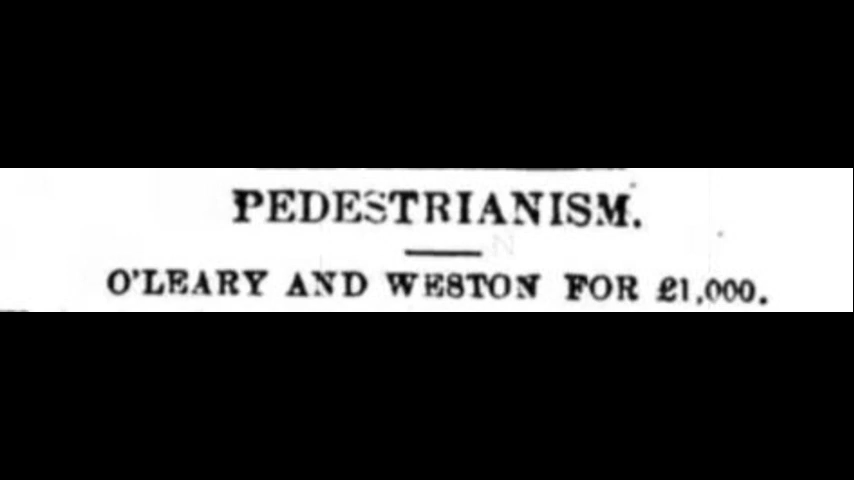 PEDESTRIANISM.
O'LEARY AND WESTON FOR £1,000.